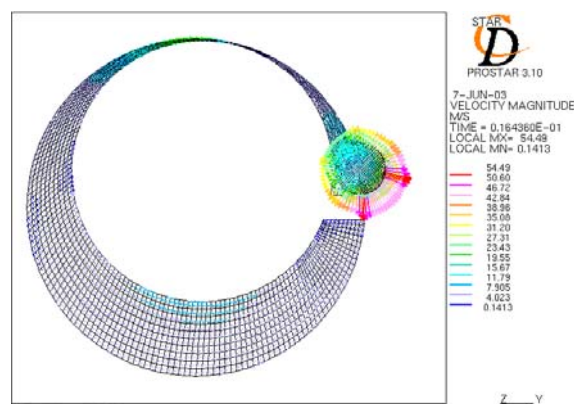 STAR
CD
PROSTAR 3.10
7-JUN-03
VELOCITY MAGNITUDE
M/S
TIME = 0.164360E-01
LOCAL MX= 54.49
LOCAL MN= 0.1413
54.49
50.60
46.72
42.84
38.96
35.08
31.20
27.31
23.43
19.55
15.67
11.79
7.905
4.023
0.1413
Z Y